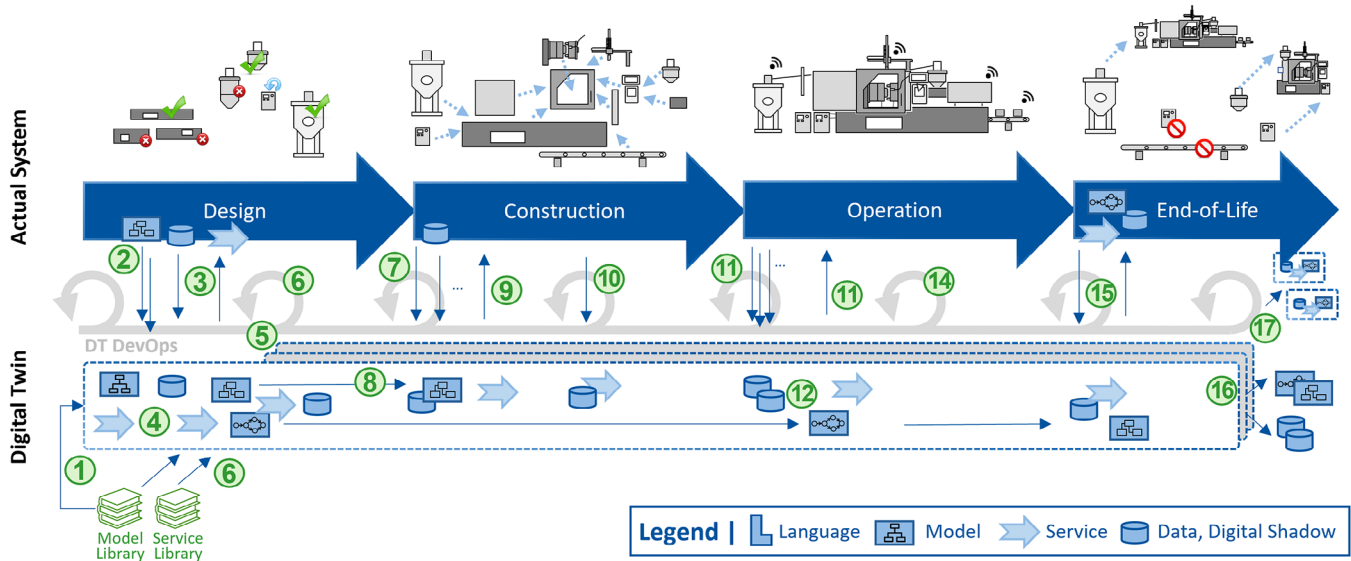 Actual System
Design
Construction
Operation
End-of-Life
2
3
6
7
...
9
10
11
...
11
14
15
17
DT DevOps
5
Digital Twin
8
12
16
4
1
6
Model
Library
Service
Library
Legend |
Language
Model
Service
Data, Digital Shadow